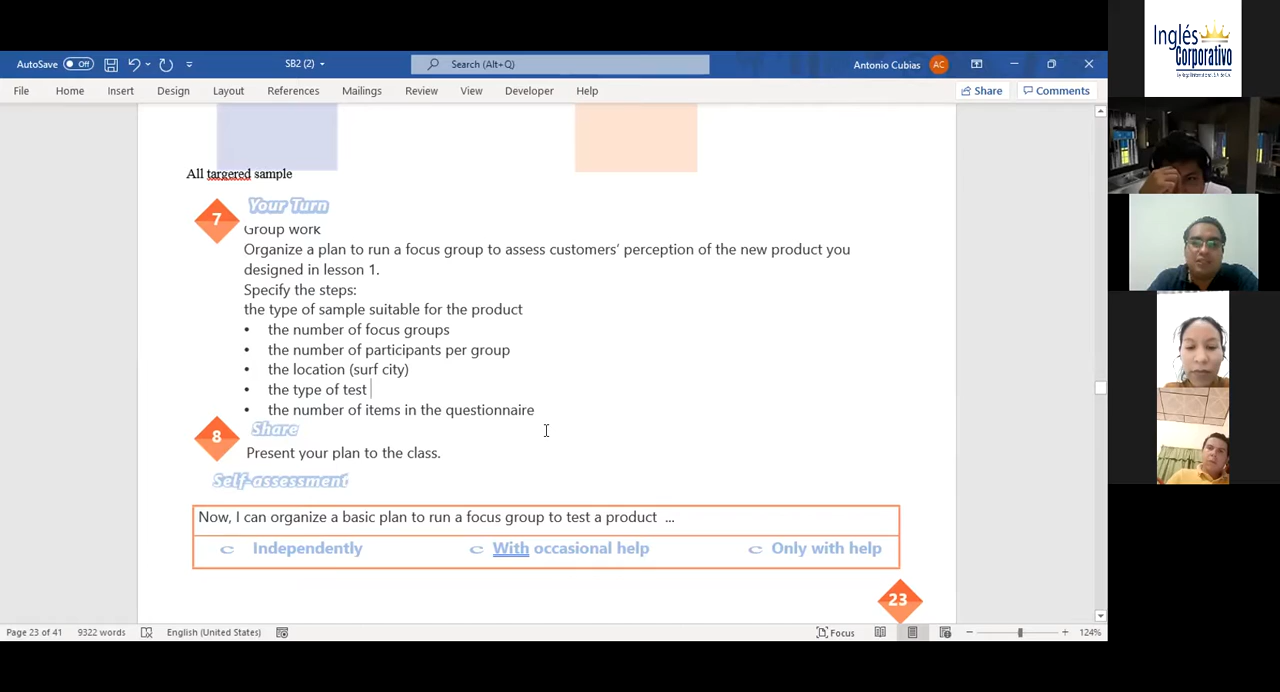 Inglés
Corporativo
AutoSave Off SB2 (2) Search (Alt+Q) Antonio Cubias AC
File Home Insert Design Layout References Mailings Review View Developer Help Share Comments
All targered sample
7 Your Turn
Group work
Organize a plan to run a focus group to assess customers' perception of the new product you
designed in lesson 1.
Specify the steps:
the type of sample suitable for the product
• the number of focus groups
• the number of participants per group
• the location (surf city)
• the type of test
• the number of items in the questionnaire
8 Share
Present your plan to the class.
Self-assessment
Now, I can organize a basic plan to run a focus group to test a product ...
Independently With occasional help Only with help
23
Page 23 of 41 9322 words English (United States) Focus 124%